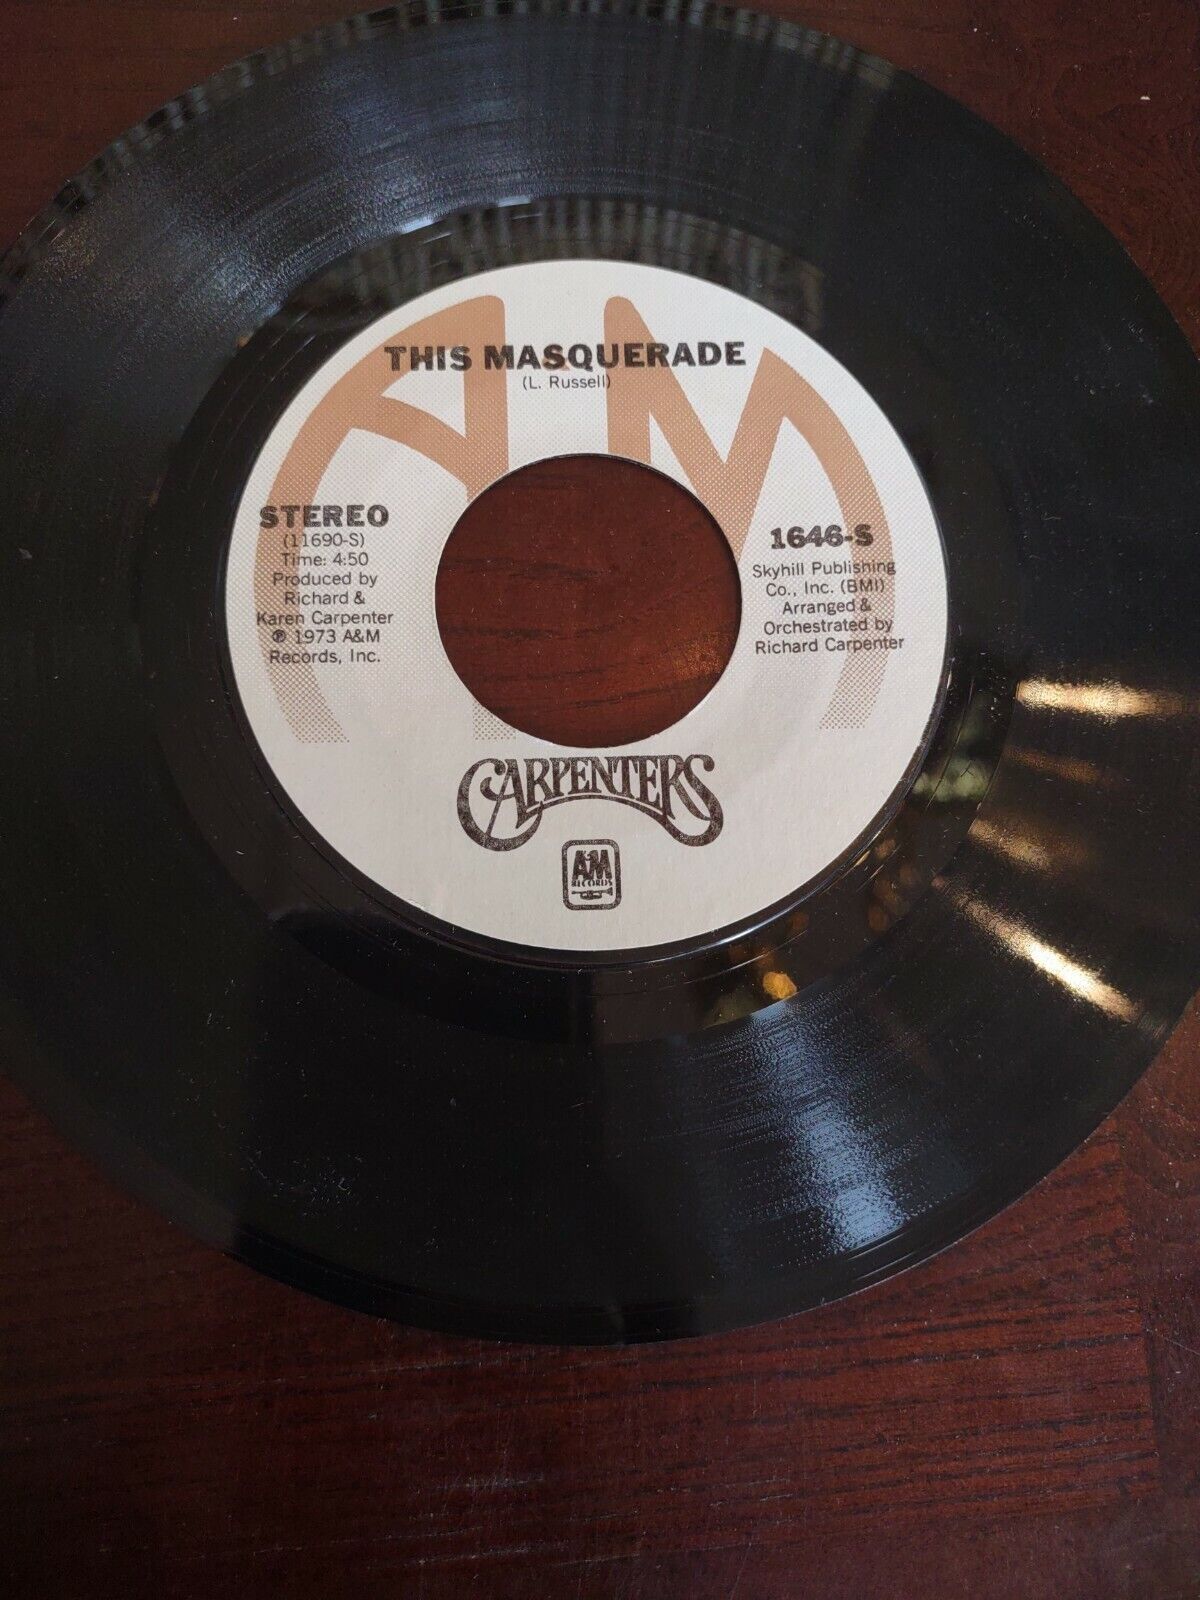 THIS MASQUERADE
(L. Russell)
STEREO
(11690-S)
Time: 4:50
Produced by
Richard &
Karen Carpenter
℗ 1973 A&M
Records, Inc.
1646-S
Skyhill Publishing
Co., Inc. (BMI)
Arranged &
Orchestrated by
Richard Carpenter
CARPENTERS
A&M
RECORDS